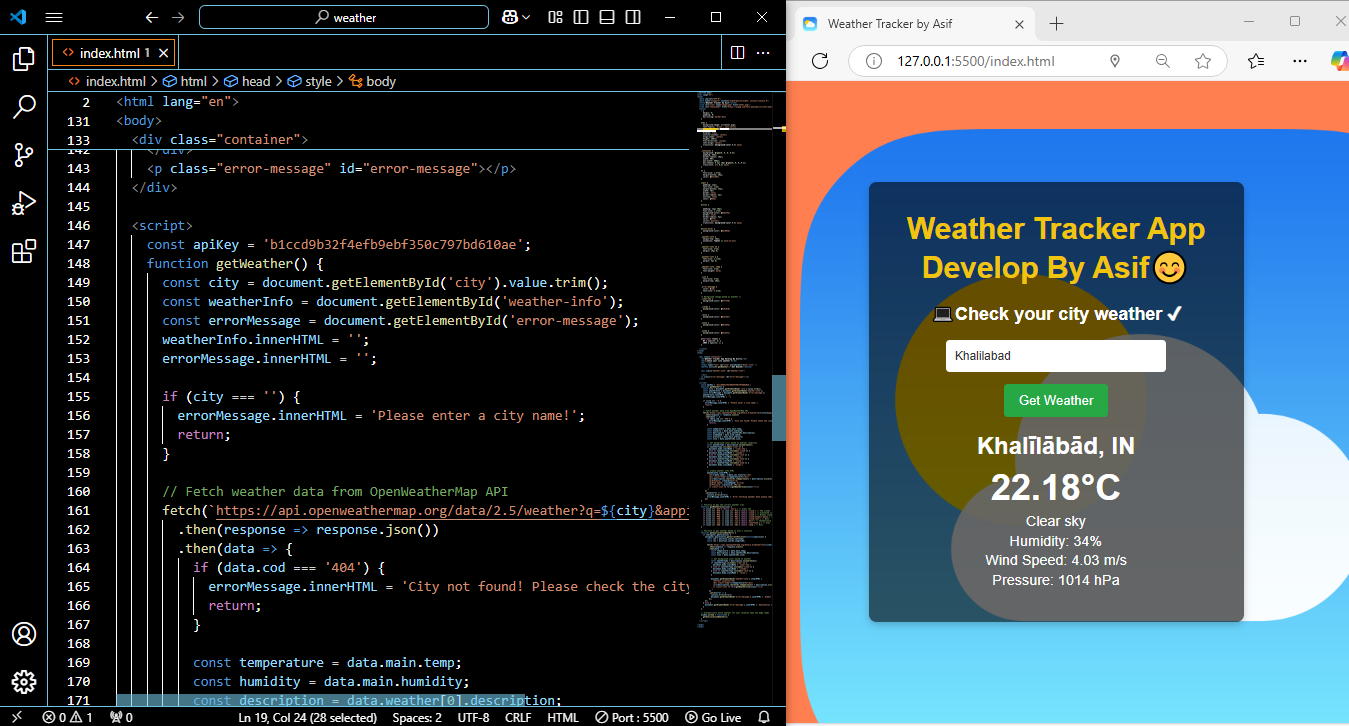 weather
index.html 1
index.html > html > head > style > body
2 <html lang="en">
131 <body>
133 <div class="container">
142 </div>
143 <p class="error-message" id="error-message"></p>
144 </div>
145
146 <script>
147 const apiKey = 'b1ccd9b32f4efb9ebf350c797bd610ae';
148 function getWeather() {
149 const city = document.getElementById('city').value.trim();
150 const weatherInfo = document.getElementById('weather-info');
151 const errorMessage = document.getElementById('error-message');
152 weatherInfo.innerHTML = '';
153 errorMessage.innerHTML = '';
154
155 if (city === '') {
156 errorMessage.innerHTML = 'Please enter a city name!';
157 return;
158 }
159
160 // Fetch weather data from OpenWeatherMap API
161 fetch(`https://api.openweathermap.org/data/2.5/weather?q=${city}&appi
162 .then(response => response.json())
163 .then(data => {
164 if (data.cod === '404') {
165 errorMessage.innerHTML = 'City not found! Please check the city
166 return;
167 }
168
169 const temperature = data.main.temp;
170 const humidity = data.main.humidity;
171 const description = data.weather[0].description;
0 1 0 Ln 19, Col 24 (28 selected) Spaces: 2 UTF-8 CRLF HTML Port : 5500 Go Live
Weather Tracker by Asif
127.0.0.1:5500/index.html
Weather Tracker App
Develop By Asif😊
💻Check your city weather ✔
Khalilabad
Get Weather
Khalīlābād, IN
22.18°C
Clear sky
Humidity: 34%
Wind Speed: 4.03 m/s
Pressure: 1014 hPa